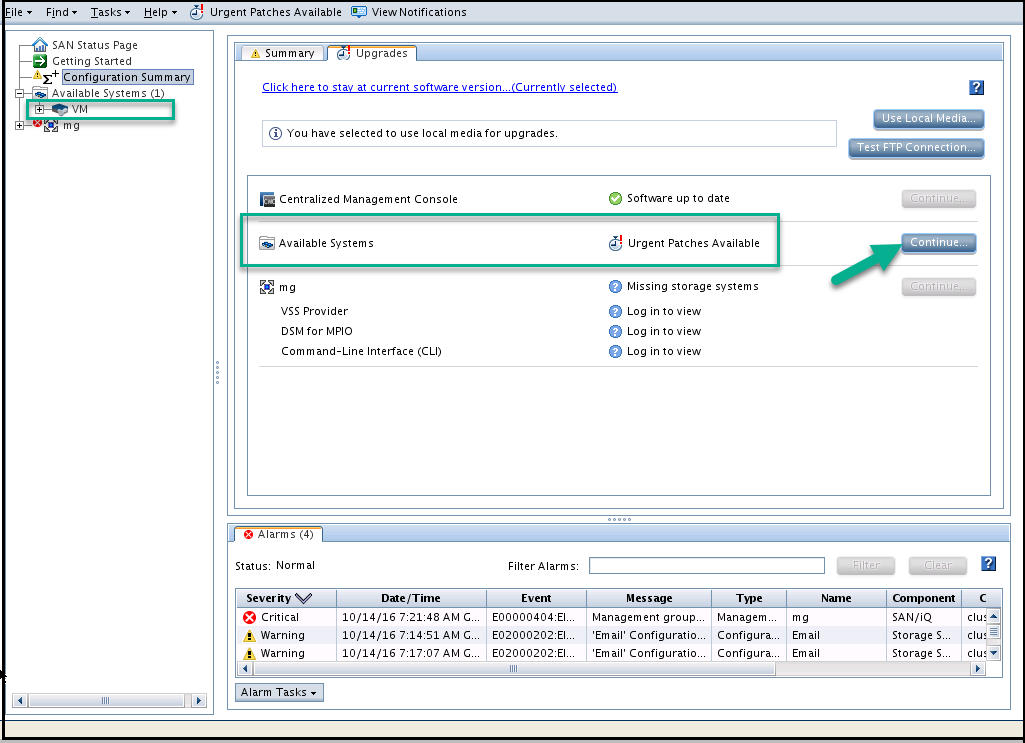 File Find Tasks Help Urgent Patches Available View Notifications
SAN Status Page
Getting Started
Configuration Summary
Available Systems (1)
VM
mg
Summary Upgrades
Click here to stay at current software version...(Currently selected)
You have selected to use local media for upgrades.
Use Local Media...
Test FTP Connection...
CMC Centralized Management Console Software up to date Continue...
Available Systems Urgent Patches Available Continue...
mg Missing storage systems Continue...
VSS Provider Log in to view
DSM for MPIO Log in to view
Command-Line Interface (CLI) Log in to view
Alarms (4)
Status: Normal Filter Alarms: Filter Clear
Severity Date/Time Event Message Type Name Component C
Critical 10/14/16 7:21:48 AM G... E00000404:El... Management group... Managem... mg SAN/iQ clus
Warning 10/14/16 7:14:51 AM G... E02000202:El... 'Email' Configuratio... Configura... Email Storage S... clus
Warning 10/14/16 7:17:07 AM G... E02000202:El... 'Email' Configuratio... Configura... Email Storage S... clus
Alarm Tasks